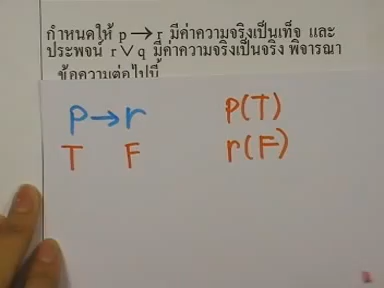 กำหนดให้ p → r มีค่าความจริงเป็นเท็จ และ
ประพจน์ r ∨ q มีค่าความจริงเป็นจริง พิจารณา
ข้อความต่อไปนี้
p→r p(T)
T F r(F)